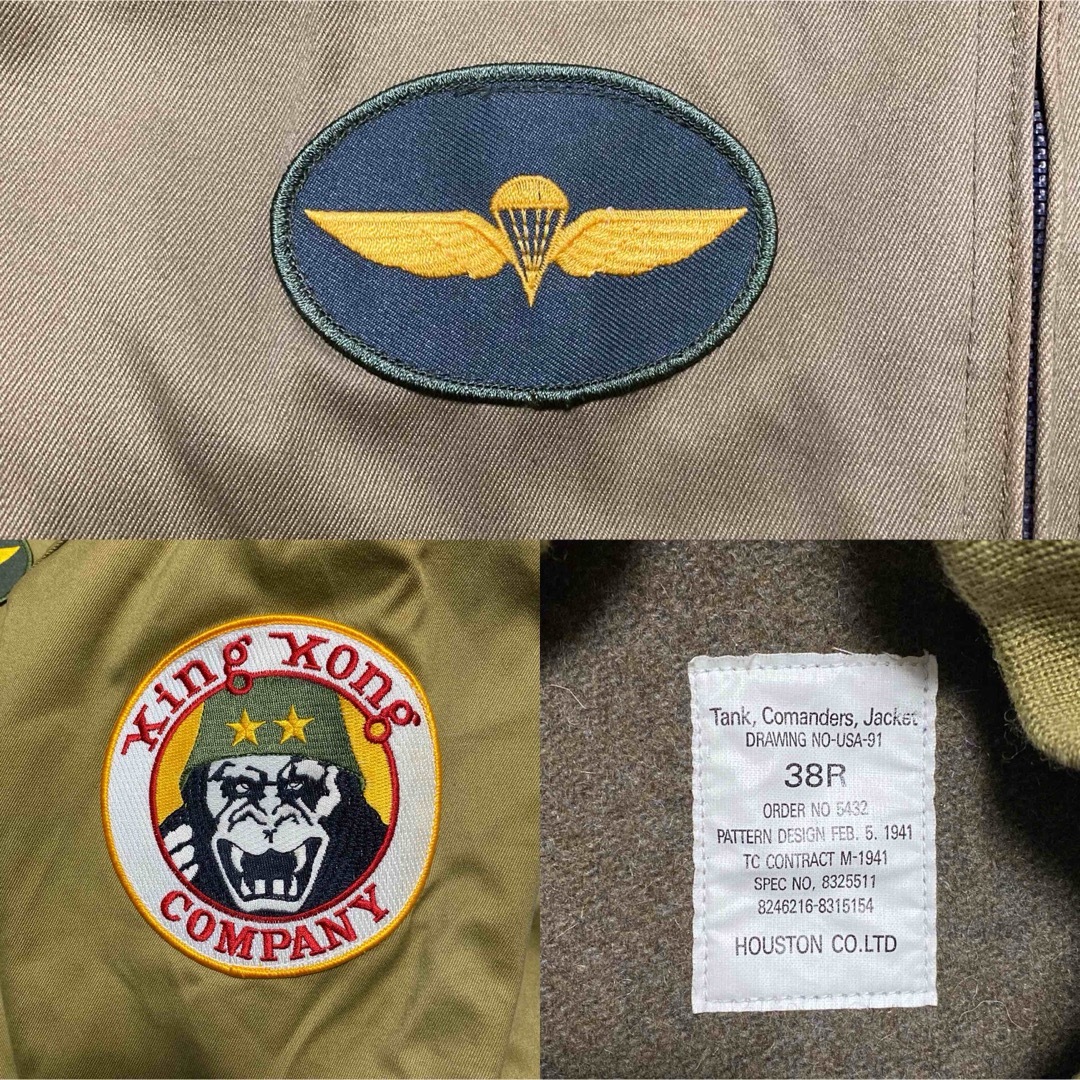 King Kong
COMPANY
Tank, Comanders, Jacket
DRAWING NO-USA-91
38R
ORDER NO 5432
PATTERN DESIGN FEB. 5. 1941
TC CONTRACT M-1941
SPEC NO, 8325511
8246216-8315154
HOUSTON CO.LTD